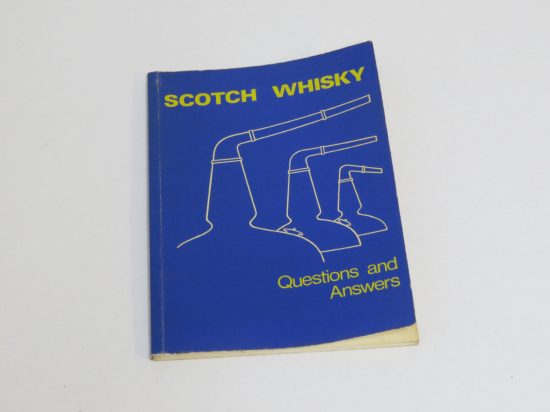 SCOTCH WHISKY
Questions and
Answers